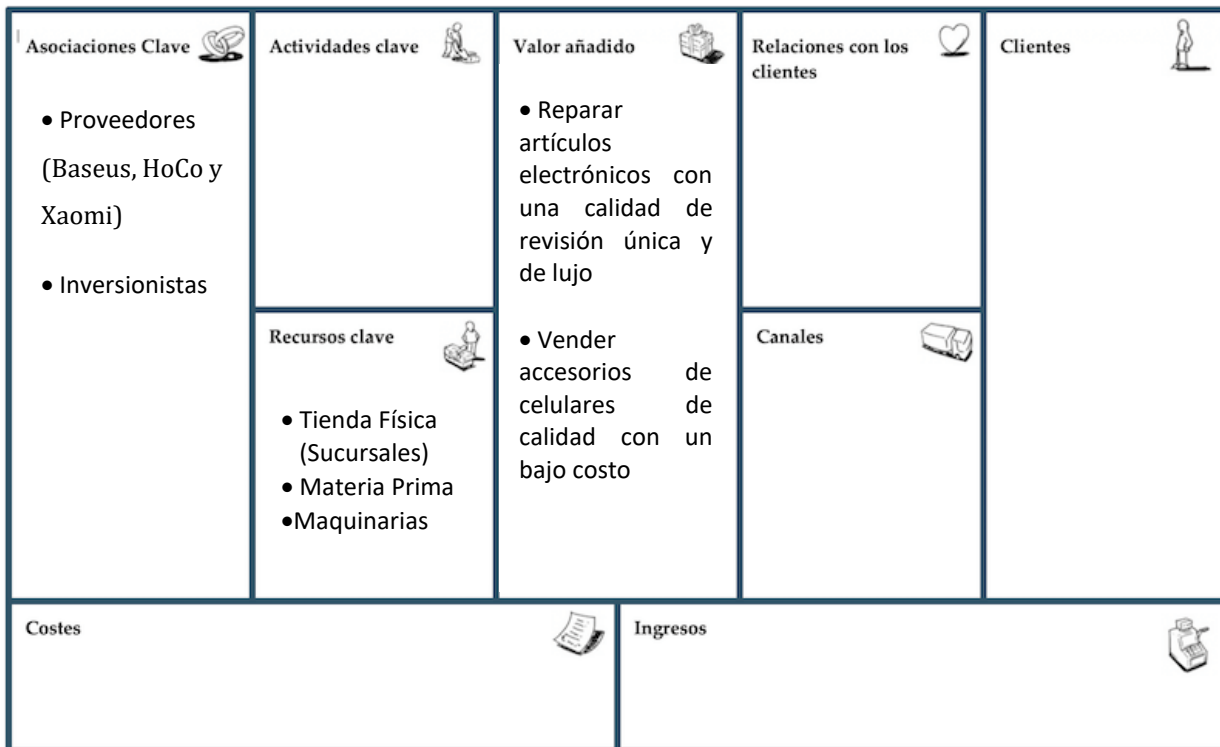 Asociaciones Clave
• Proveedores
(Baseus, HoCo y
Xaomi)
• Inversionistas
Actividades clave
Recursos clave
• Tienda Física
(Sucursales)
• Materia Prima
•Maquinarias
Valor añadido
• Reparar
artículos
electrónicos con
una calidad de
revisión única y
de lujo
• Vender
accesorios de
celulares de
calidad con un
bajo costo
Relaciones con los
clientes
Canales
Clientes
Costes
Ingresos